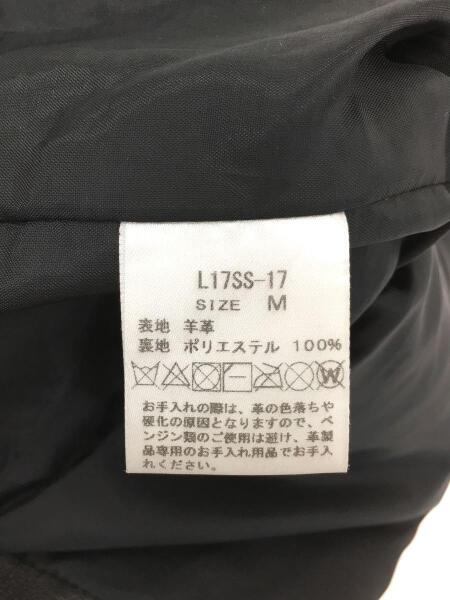 L17SS-17
SIZE M
表地 羊革
裏地 ポリエステル 100%
W
お手入れの際は、革の色落ちや
硬化の原因となりますので、ベ
ンジン類のご使用は避け、革製
品専用のお手入れ用品でお手入
れください。